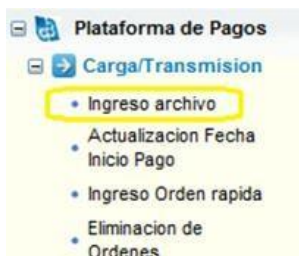 Plataforma de Pagos
Carga/Transmision
Ingreso archivo
Actualizacion Fecha
Inicio Pago
Ingreso Orden rapida
Eliminacion de
Ordenes